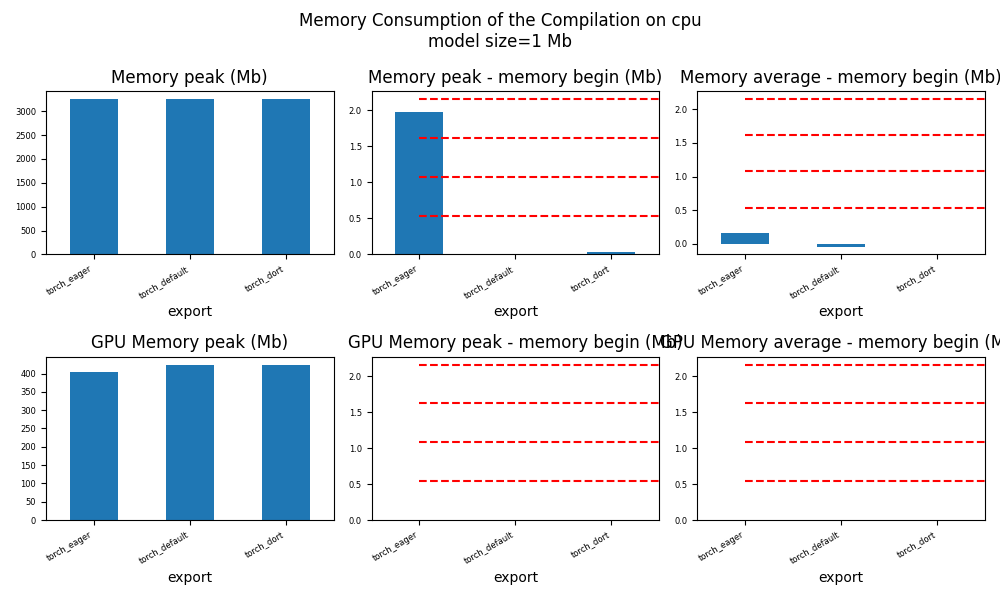 Memory Consumption of the Compilation on cpu
model size=1 Mb
Memory peak (Mb)
3000
2500
2000
1500
1000
500
0
torch_eager
torch_default
torch_dort
export
Memory peak - memory begin (Mb)
2.0
1.5
1.0
0.5
0.0
torch_eager
torch_default
torch_dort
export
Memory average - memory begin (Mb)
2.0
1.5
1.0
0.5
0.0
torch_eager
torch_default
torch_dort
export
GPU Memory peak (Mb)
400
350
300
250
200
150
100
50
0
torch_eager
torch_default
torch_dort
export
GPU Memory peak - memory begin (Mb)
2.0
1.5
1.0
0.5
0.0
torch_eager
torch_default
torch_dort
export
GPU Memory average - memory begin (M
2.0
1.5
1.0
0.5
0.0
torch_eager
torch_default
torch_dort
export